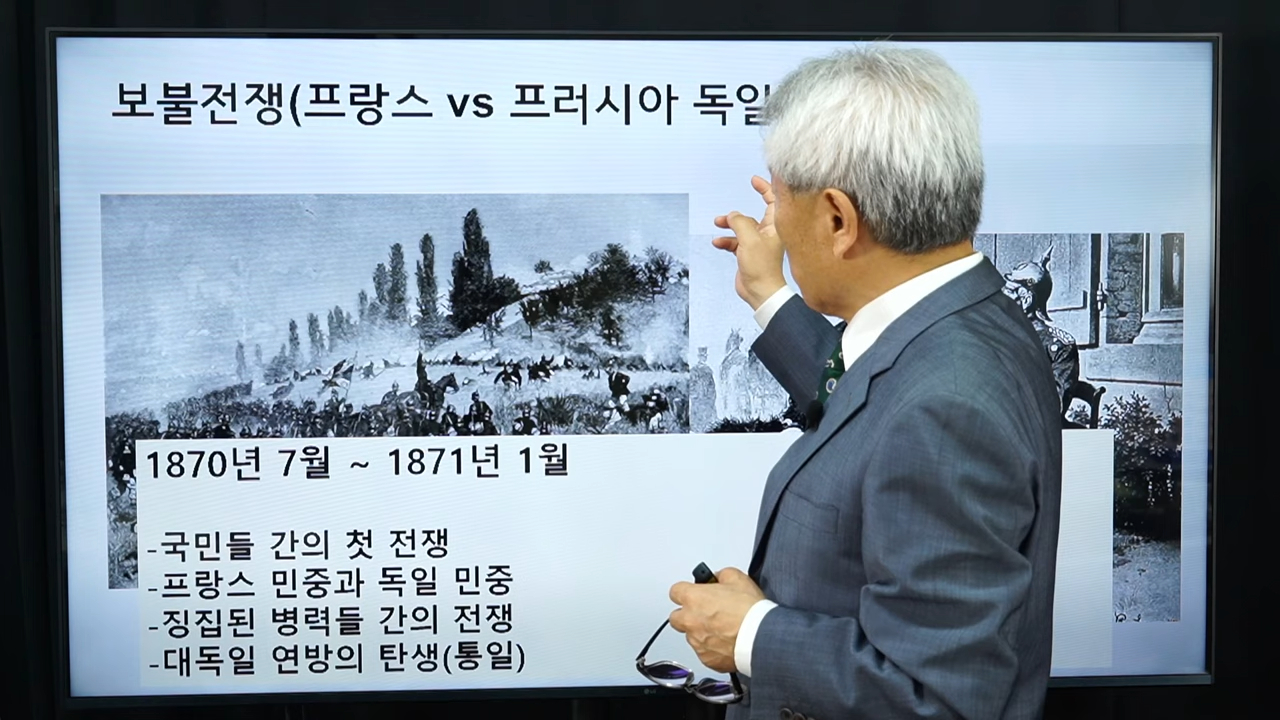 보불전쟁(프랑스 vs 프러시아 독일
1870년 7월 ~ 1871년 1월
-국민들 간의 첫 전쟁
-프랑스 민중과 독일 민중
-징집된 병력들 간의 전쟁
-대독일 연방의 탄생(통일)
LG